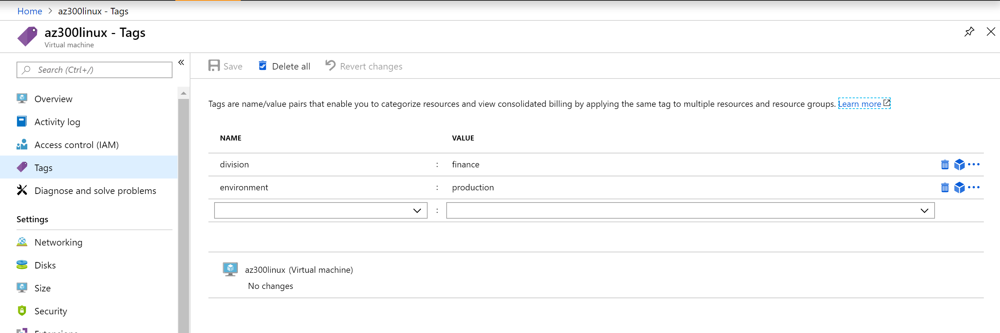 Home > az300linux - Tags
az300linux - Tags
Virtual machine
Search (Ctrl+/)
«
Overview
Activity log
Access control (IAM)
Tags
Diagnose and solve problems
Settings
Networking
Disks
Size
Security
Extensions
Save
Delete all
Revert changes
Tags are name/value pairs that enable you to categorize resources and view consolidated billing by applying the same tag to multiple resources and resource groups. Learn more
NAME VALUE
division : finance
environment : production
:
az300linux (Virtual machine)
No changes